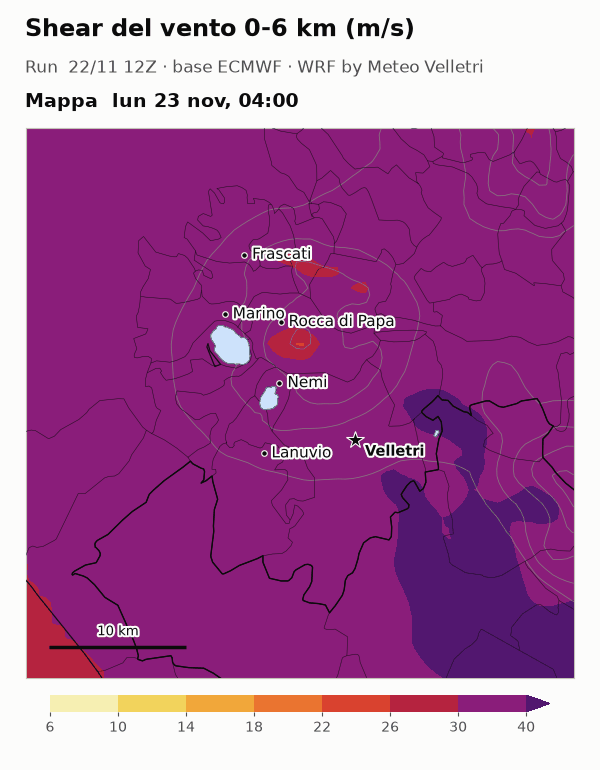 Shear del vento 0-6 km (m/s)
Run  22/11 12Z · base ECMWF · WRF by Meteo Velletri
Mappa  lun 23 nov, 04:00
Frascati
Marino
Rocca di Papa
Nemi
Velletri
Lanuvio
10 km
6 10 14 18 22 26 30 40